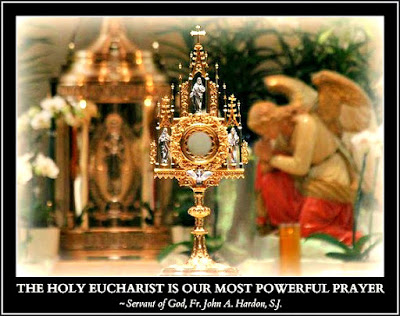 THE HOLY EUCHARIST IS OUR MOST POWERFUL PRAYER
~ Servant of God, Fr. John A. Hardon, S.J.